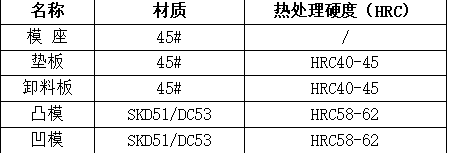 名称 材质 热处理硬度（HRC）
模 座 45# /
垫板 45# HRC40-45
卸料板 45# HRC40-45
凸模 SKD51/DC53 HRC58-62
凹模 SKD51/DC53 HRC58-62